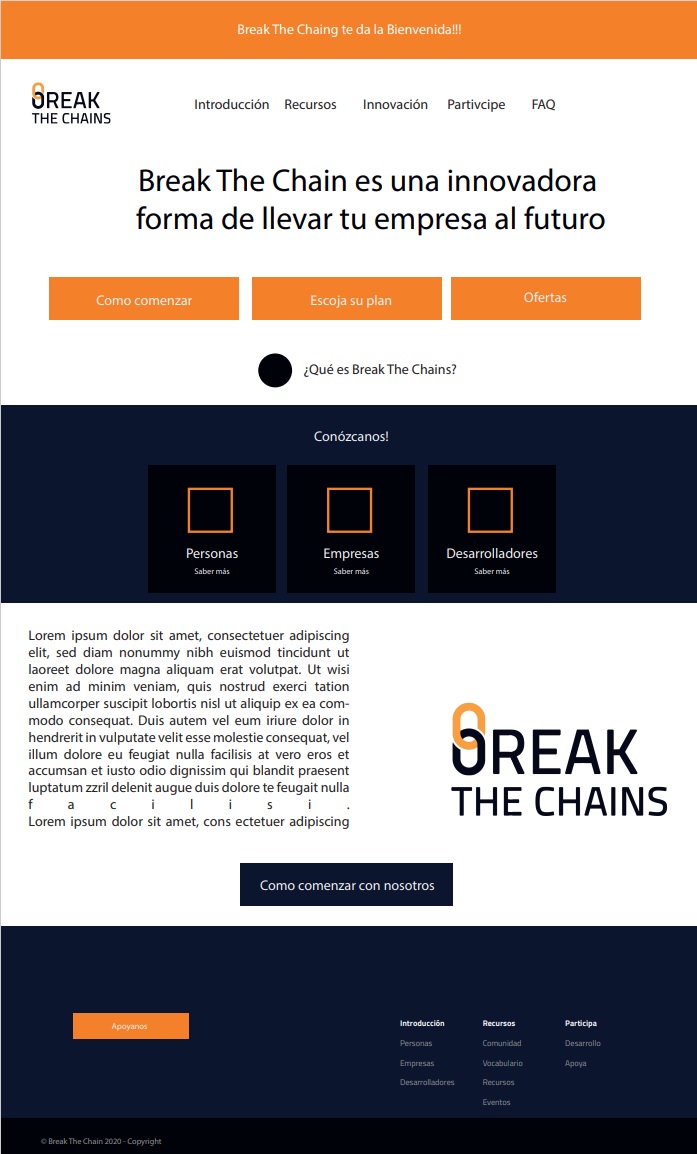 Break The Chaing te da la Bienvenida!!!
BREAK
THE CHAINS
Introducción Recursos Innovación Partivcipe FAQ
Break The Chain es una innovadora
forma de llevar tu empresa al futuro
Como comenzar Escoja su plan Ofertas
¿Qué es Break The Chains?
Conózcanos!
Personas Empresas Desarrolladores
Saber más Saber más Saber más
Lorem ipsum dolor sit amet, consectetuer adipiscing
elit, sed diam nonummy nibh euismod tincidunt ut
laoreet dolore magna aliquam erat volutpat. Ut wisi
enim ad minim veniam, quis nostrud exerci tation
ullamcorper suscipit lobortis nisl ut aliquip ex ea com-
modo consequat. Duis autem vel eum iriure dolor in
hendrerit in vulputate velit esse molestie consequat, vel
illum dolore eu feugiat nulla facilisis at vero eros et
accumsan et iusto odio dignissim qui blandit praesent
luptatum zzril delenit augue duis dolore te feugait nulla
f a c i l i s i .
Lorem ipsum dolor sit amet, cons ectetuer adipiscing
BREAK
THE CHAINS
Como comenzar con nosotros
Apoyanos
Introducción Recursos Participa
Personas Comunidad Desarrollo
Empresas Vocabulario Apoya
Desarrolladores Recursos
Eventos
© Break The Chain 2020 - Copyright